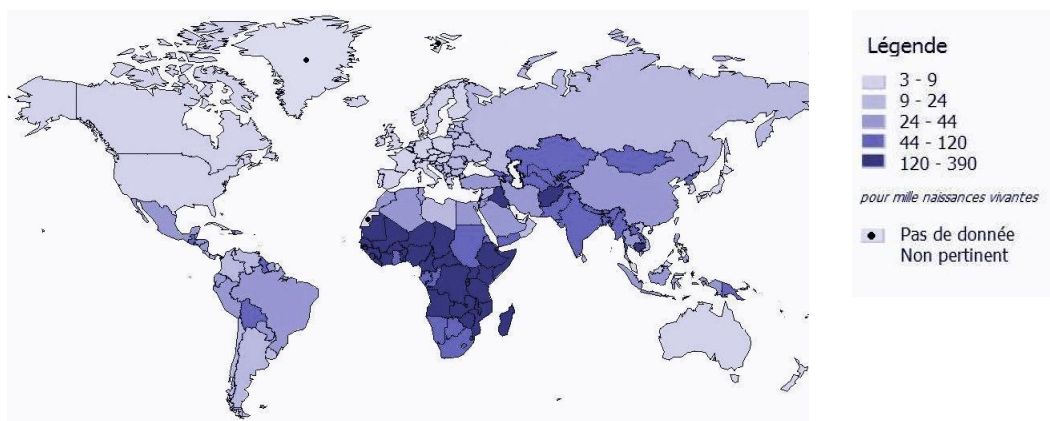 Légende
3 - 9
9 - 24
24 - 44
44 - 120
120 - 390
pour mille naissances vivantes
Pas de donnée
Non pertinent